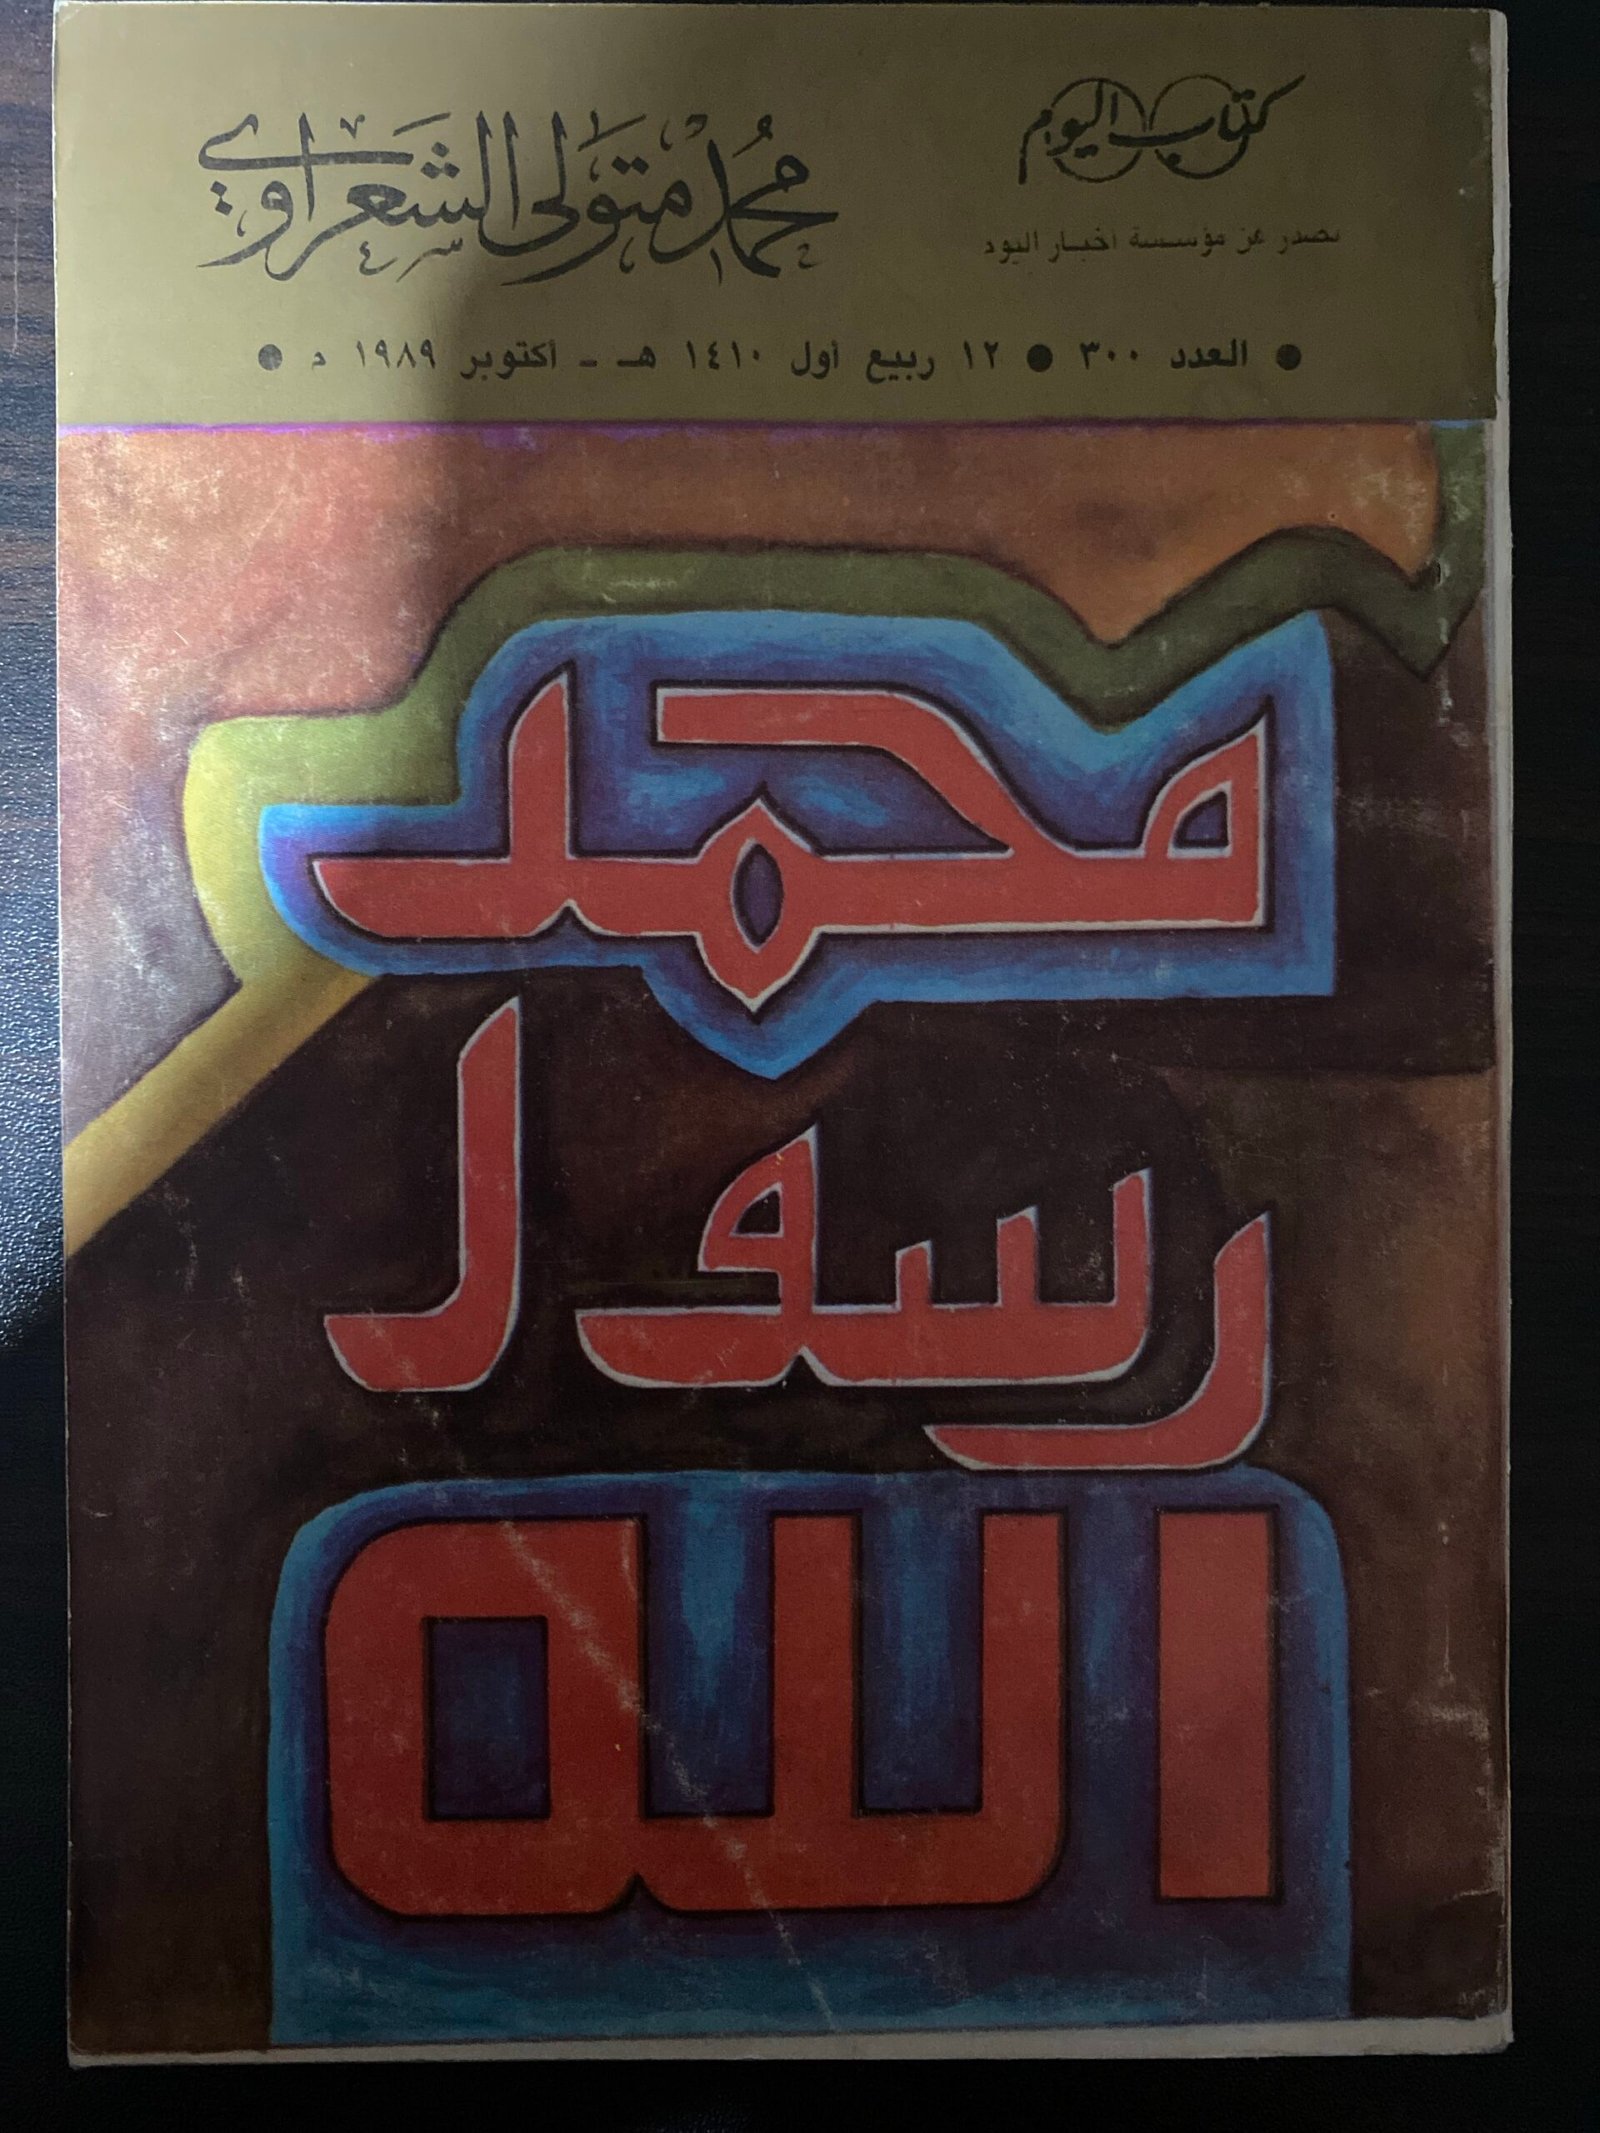 كتاب اليوم
تصدر عن مؤسسة أخبار اليوم
محمد متولى الشعراوي
● العدد ٣٠٠ ● ١٢ ربيع أول ١٤١٠ هـ - أكتوبر ١٩٨٩ م ●
محمد
رسول
الله